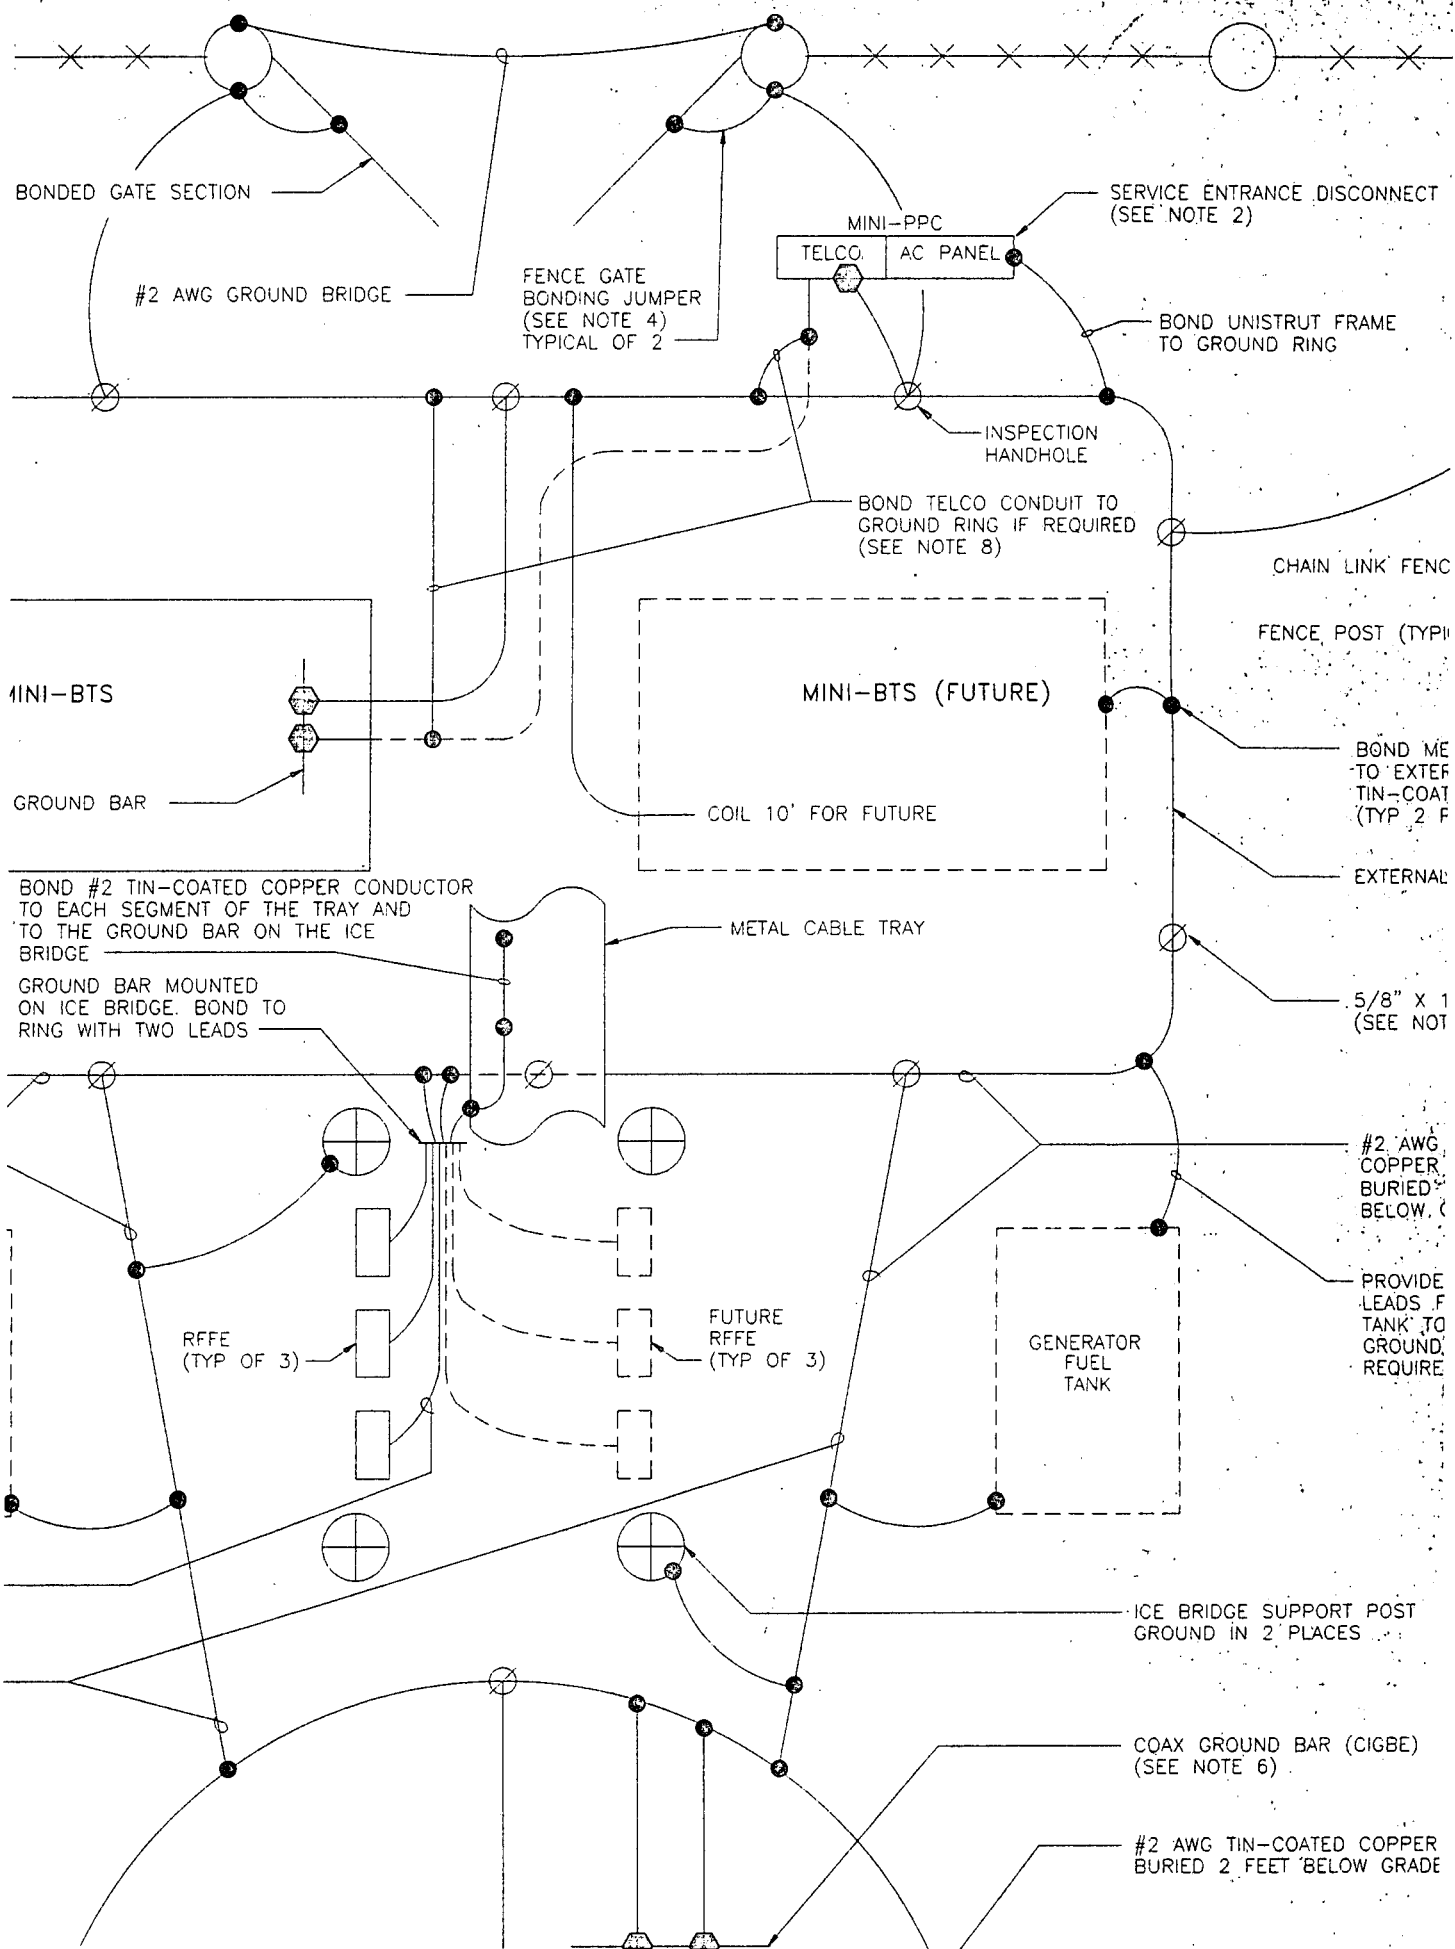 BONDED GATE SECTION
#2 AWG GROUND BRIDGE
FENCE GATE
BONDING JUMPER
(SEE NOTE 4)
TYPICAL OF 2
MINI-PPC
TELCO
AC PANEL
SERVICE ENTRANCE DISCONNECT
(SEE NOTE 2)
BOND UNISTRUT FRAME
TO GROUND RING
INSPECTION
HANDHOLE
BOND TELCO CONDUIT TO
GROUND RING IF REQUIRED
(SEE NOTE 8)
CHAIN LINK FENC
FENCE POST (TYPI
MINI-BTS
MINI-BTS (FUTURE)
BOND ME
TO EXTER
TIN-COAT
(TYP 2 P
GROUND BAR
COIL 10' FOR FUTURE
EXTERNAL
BOND #2 TIN-COATED COPPER CONDUCTOR
TO EACH SEGMENT OF THE TRAY AND
TO THE GROUND BAR ON THE ICE
BRIDGE
METAL CABLE TRAY
GROUND BAR MOUNTED
ON ICE BRIDGE. BOND TO
RING WITH TWO LEADS
5/8" X 1
(SEE NOT
#2 AWG
COPPER
BURIED
BELOW
PROVIDE
LEADS F
TANK TO
GROUND
REQUIRE
RFFE
(TYP OF 3)
FUTURE
RFFE
(TYP OF 3)
GENERATOR
FUEL
TANK
ICE BRIDGE SUPPORT POST
GROUND IN 2 PLACES
COAX GROUND BAR (CIGBE)
(SEE NOTE 6)
#2 AWG TIN-COATED COPPER
BURIED 2 FEET BELOW GRADE